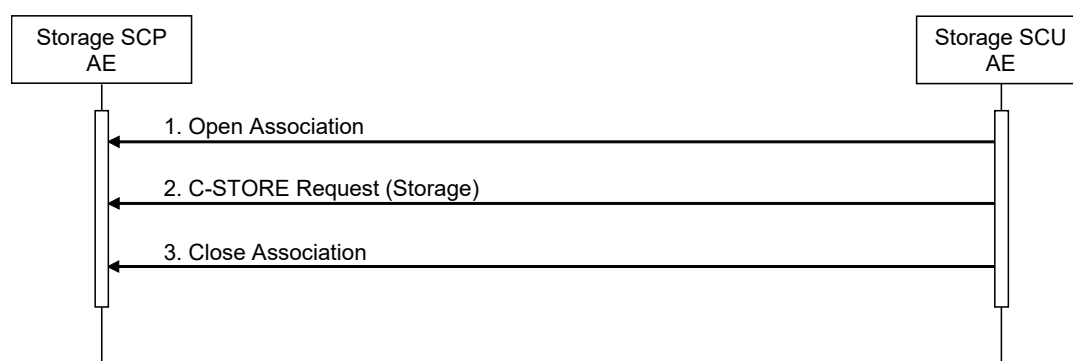 Storage SCP
AE
Storage SCU
AE
1. Open Association
2. C-STORE Request (Storage)
3. Close Association